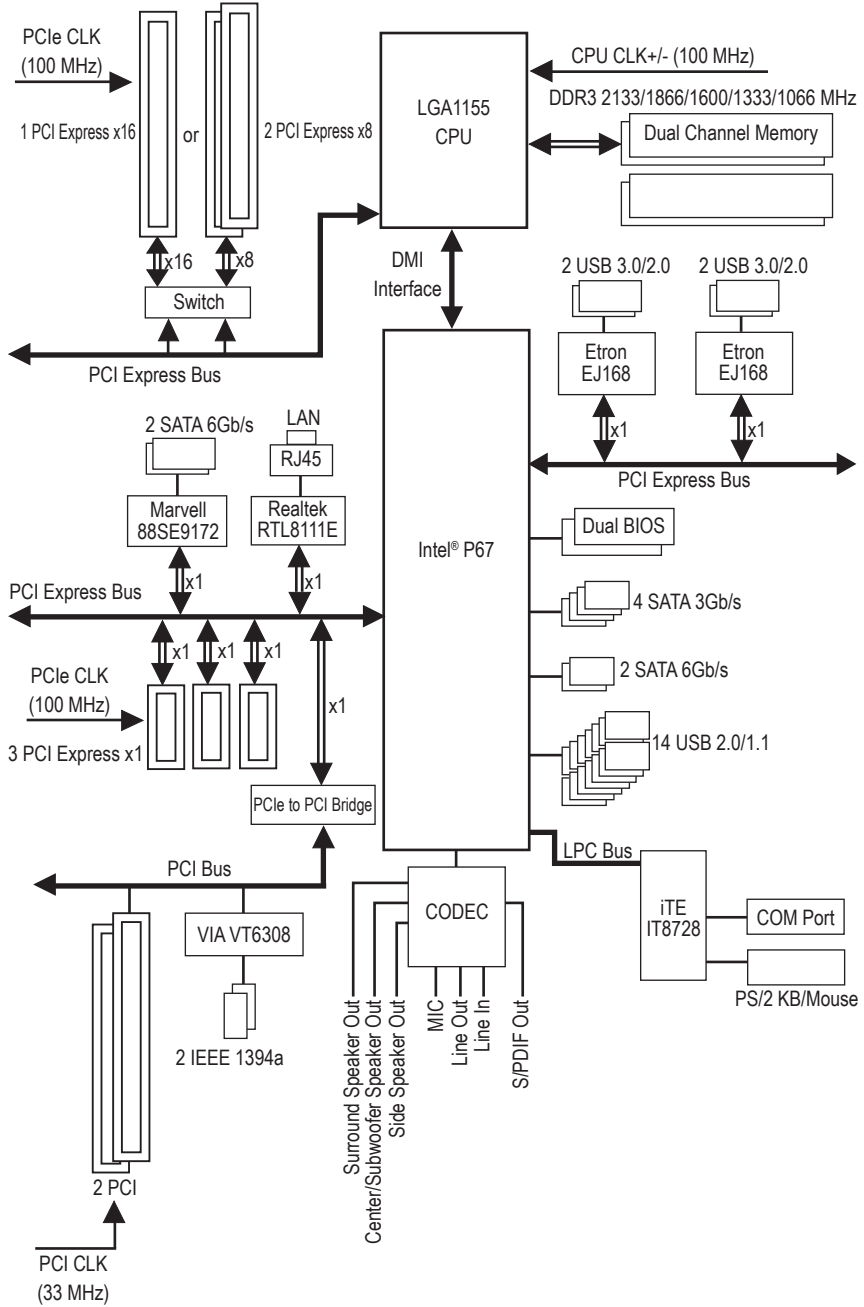 PCIe CLK
(100 MHz)
1 PCI Express x16
or
2 PCI Express x8
x16
x8
Switch
PCI Express Bus
LGA1155
CPU
CPU CLK+/- (100 MHz)
DDR3 2133/1866/1600/1333/1066 MHz
Dual Channel Memory
DMI
Interface
2 USB 3.0/2.0
2 USB 3.0/2.0
Etron
EJ168
Etron
EJ168
x1
x1
PCI Express Bus
2 SATA 6Gb/s
LAN
RJ45
Marvell
88SE9172
Realtek
RTL8111E
x1
x1
PCI Express Bus
x1
x1
x1
x1
PCIe CLK
(100 MHz)
3 PCI Express x1
PCIe to PCI Bridge
Intel® P67
Dual BIOS
4 SATA 3Gb/s
2 SATA 6Gb/s
14 USB 2.0/1.1
LPC Bus
iTE
IT8728
COM Port
PS/2 KB/Mouse
PCI Bus
VIA VT6308
2 IEEE 1394a
CODEC
Surround Speaker Out
Center/Subwoofer Speaker Out
Side Speaker Out
MIC
Line Out
Line In
S/PDIF Out
2 PCI
PCI CLK
(33 MHz)